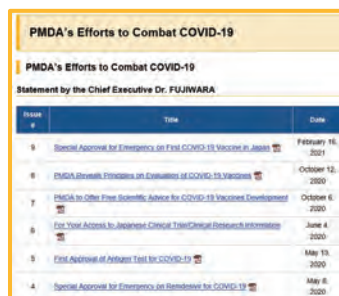 PMDA's Efforts to Combat COVID-19
PMDA's Efforts to Combat COVID-19
Statement by the Chief Executive Dr. FUJIWARA
Issue # Title Date
9 Special Approval for Emergency on First COVID-19 Vaccine in Japan February 16, 2021
8 PMDA Reveals Principles on Evaluation of COVID-19 Vaccines October 12, 2020
7 PMDA to Offer Free Scientific Advice for COVID-19 Vaccines Development October 6, 2020
6 For Your Access to Japanese Clinical Trial/Clinical Research Information June 4, 2020
5 First Approval of Antigen Test for COVID-19 May 19, 2020
4 Special Approval for Emergency on Remdesivir for COVID-19 May 8, 2020